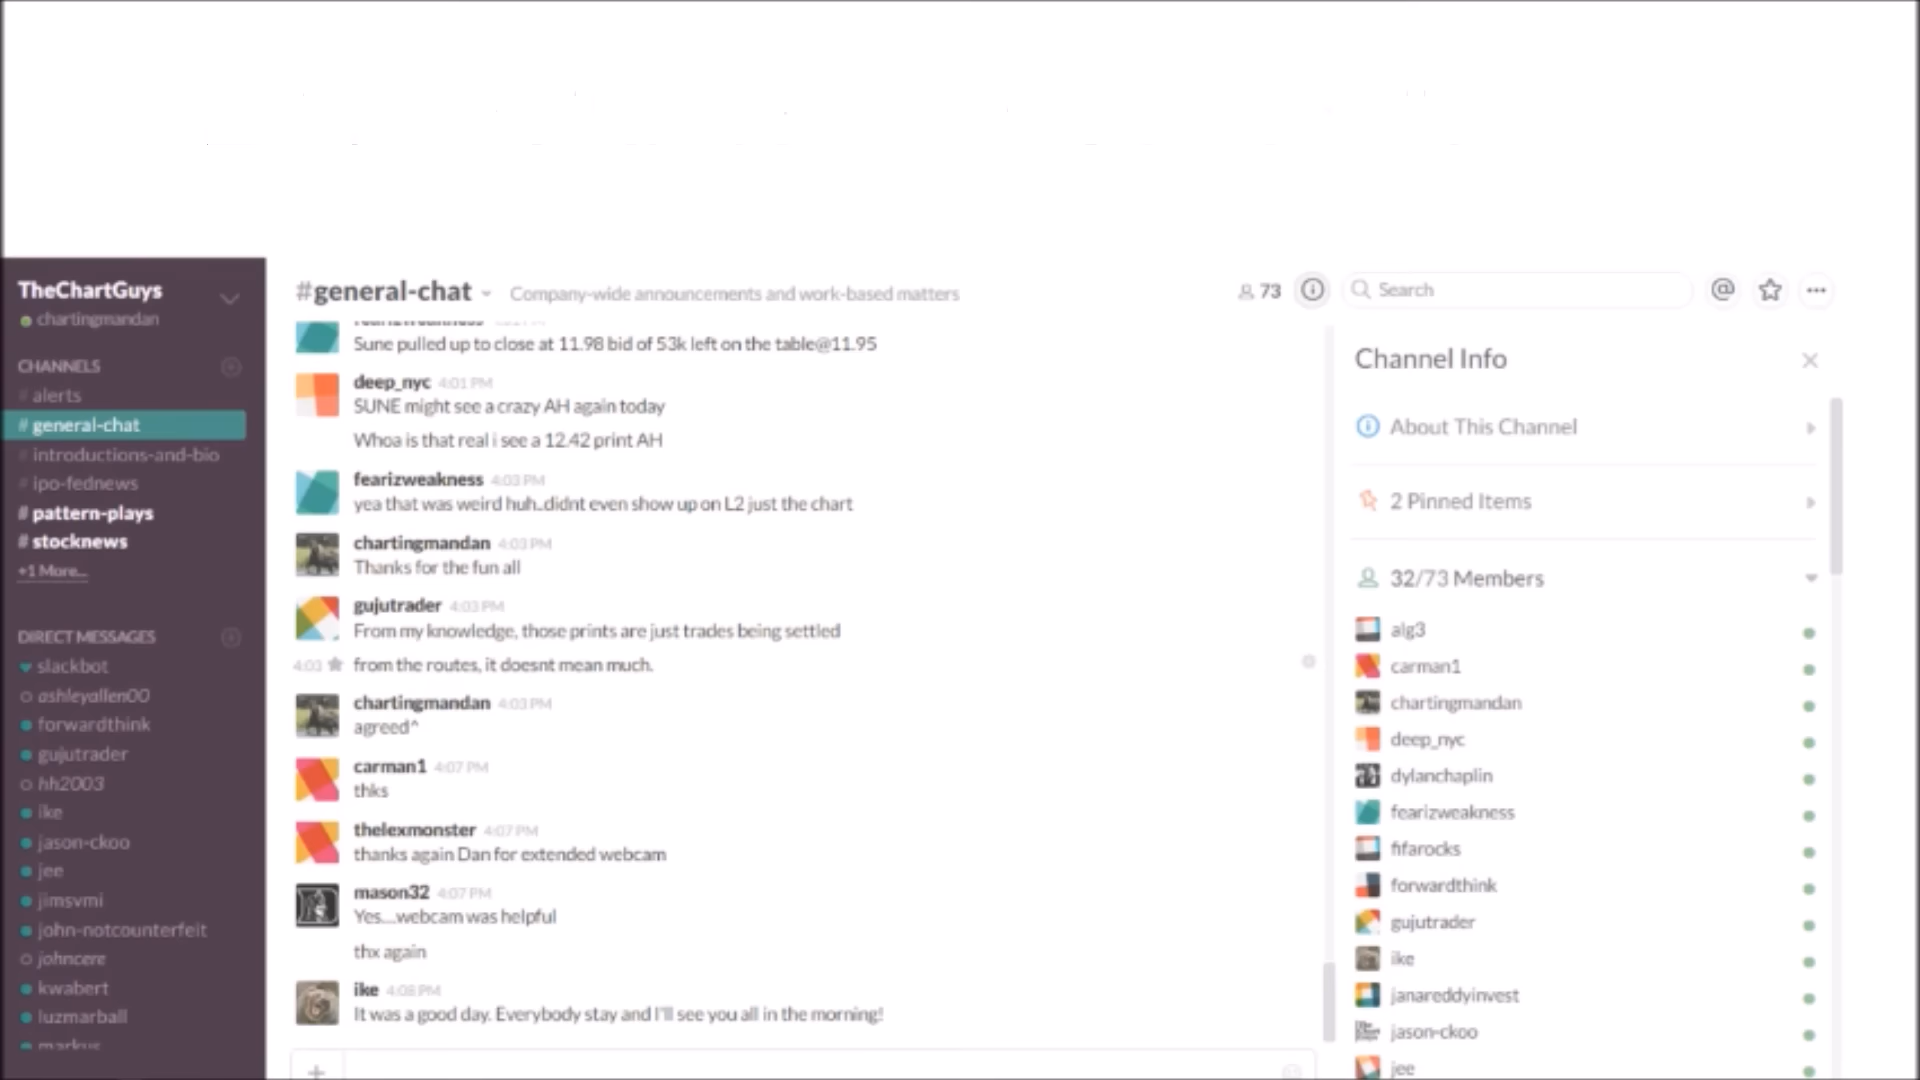 TheChartGuys
chartingmandan
CHANNELS
# alerts
# general-chat
# introductions-and-bio
# ipo-fednews
# pattern-plays
# stocknews
+1 More...
DIRECT MESSAGES
slackbot
ashleyallen00
forwardthink
gujutrader
hh2003
ike
jason-ckoo
jee
jimsvmi
john-notcounterfeit
johncere
kwabert
luzmarball
markus
#general-chat Company-wide announcements and work-based matters
73
Search
Sune pulled up to close at 11.98 bid of 53k left on the table@11.95
deep_nyc 4:01 PM
SUNE might see a crazy AH again today
Whoa is that real i see a 12.42 print AH
fearizweakness 4:03 PM
yea that was weird huh..didnt even show up on L2 just the chart
chartingmandan 4:03 PM
Thanks for the fun all
gujutrader 4:03 PM
From my knowledge, those prints are just trades being settled
4:03 from the routes, it doesnt mean much.
chartingmandan 4:03 PM
agreed^
carman1 4:07 PM
thks
thelexmonster 4:07 PM
thanks again Dan for extended webcam
mason32 4:07 PM
Yes....webcam was helpful
thx again
ike 4:08 PM
It was a good day. Everybody stay and I'll see you all in the morning!
Channel Info
About This Channel
2 Pinned Items
32/73 Members
alg3
carman1
chartingmandan
deep_nyc
dylanchaplin
fearizweakness
fifarocks
forwardthink
gujutrader
ike
janareddyinvest
jason-ckoo
jee